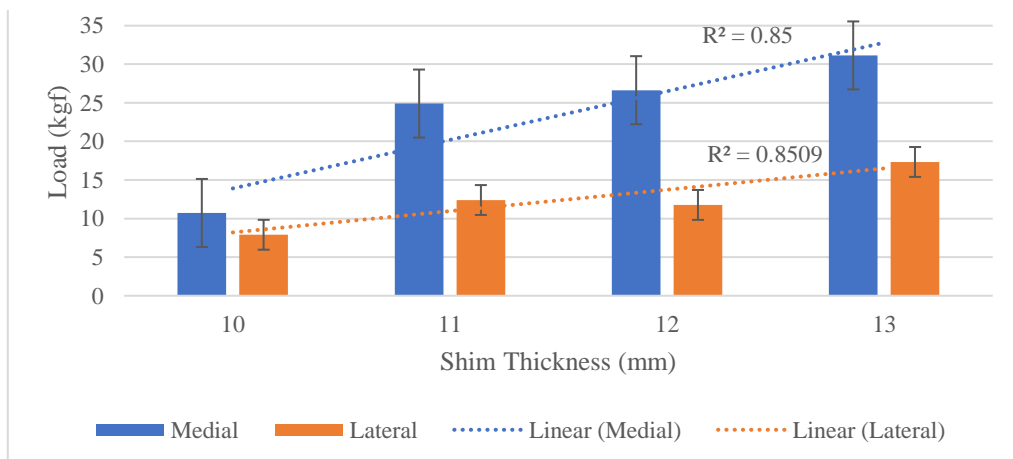 35
R² = 0.85
30
25
20
R² = 0.8509
15
10
5
0
Load (kgf)
10 11 12 13
Shim Thickness (mm)
Medial Lateral Linear (Medial) Linear (Lateral)